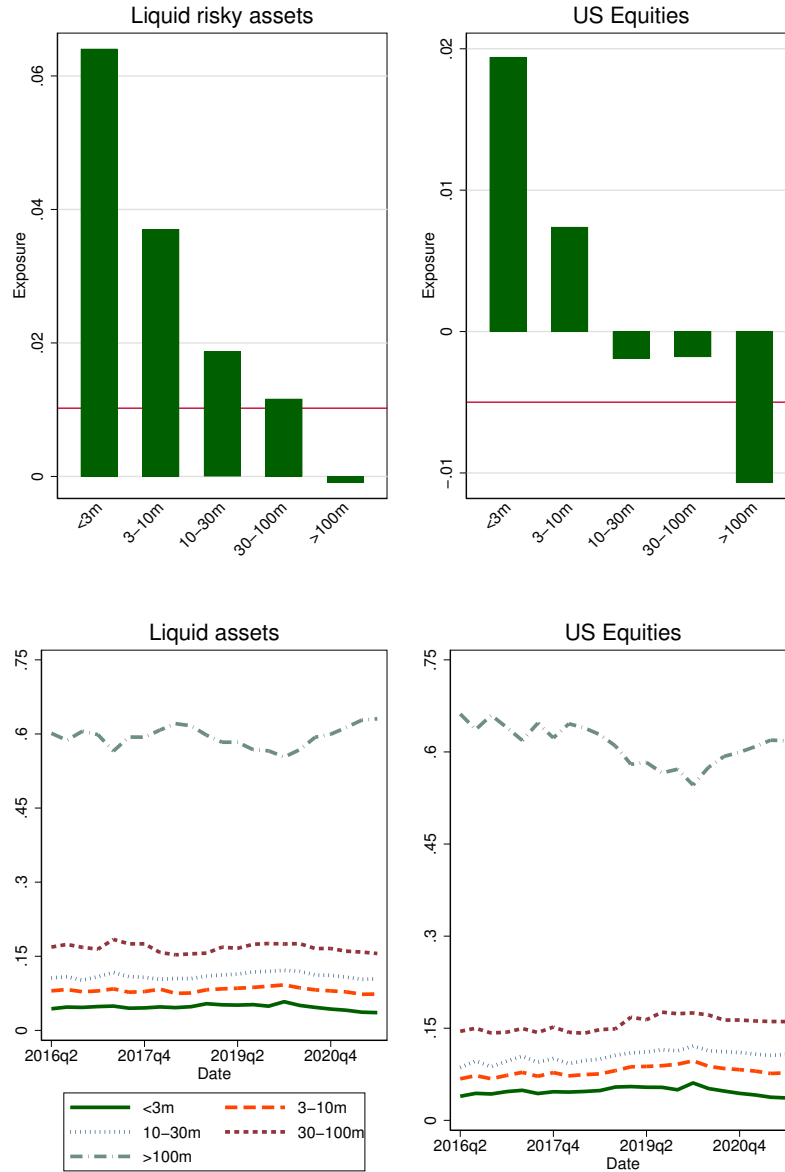 Liquid risky assets
Exposure
.06
.04
.02
0
<3m
3−10m
10−30m
30−100m
>100m
US Equities
Exposure
.02
.01
0
−.01
<3m
3−10m
10−30m
30−100m
>100m
Liquid assets
.75
.6
.45
.3
.15
0
2016q2
2017q4
2019q2
2020q4
Date
<3m
3−10m
10−30m
30−100m
>100m
US Equities
.75
.6
.45
.3
.15
0
2016q2
2017q4
2019q2
2020q4
Date